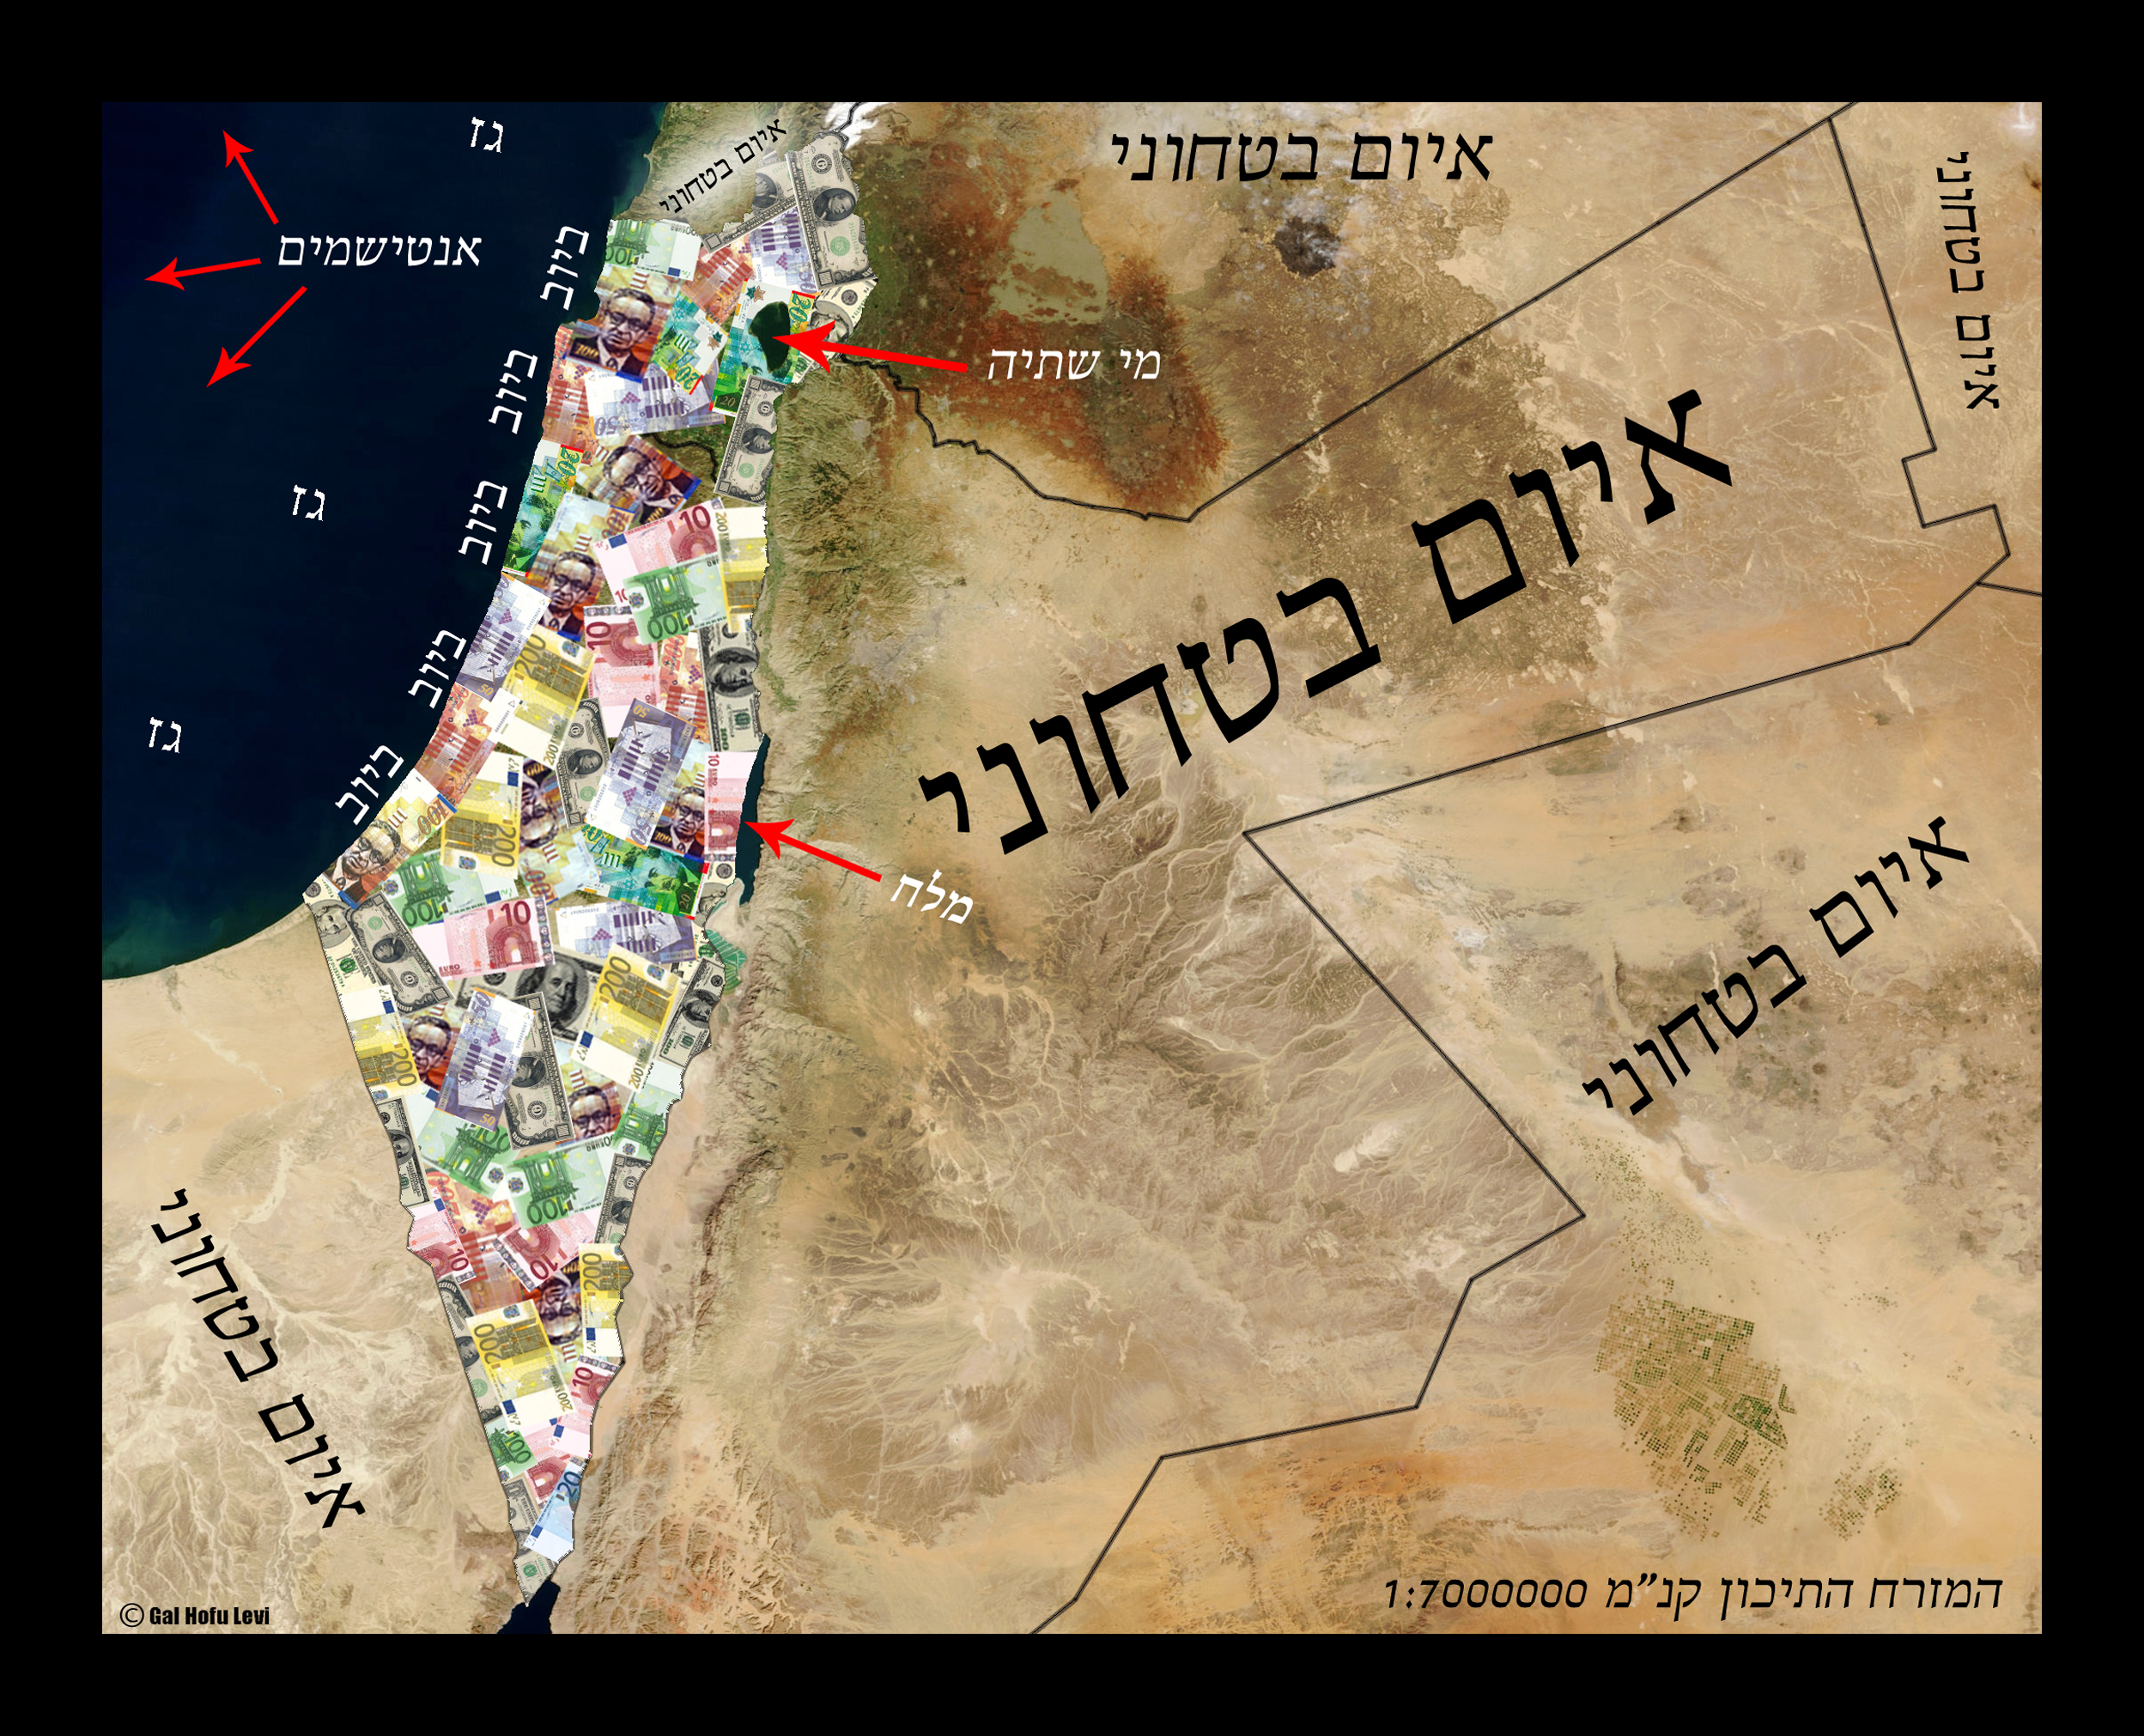 גז
איום בטחוני
איום בטחוני
איום בטחוני
אנטישמים
ביוב
מי שתיה
ביוב
גז
ביוב
איום בטחוני
ביוב
גז
ביוב
מלח
איום בטחוני
איום בטחוני
המזרח התיכון קנ"מ 1:7000000
© Gal Hofu Levi